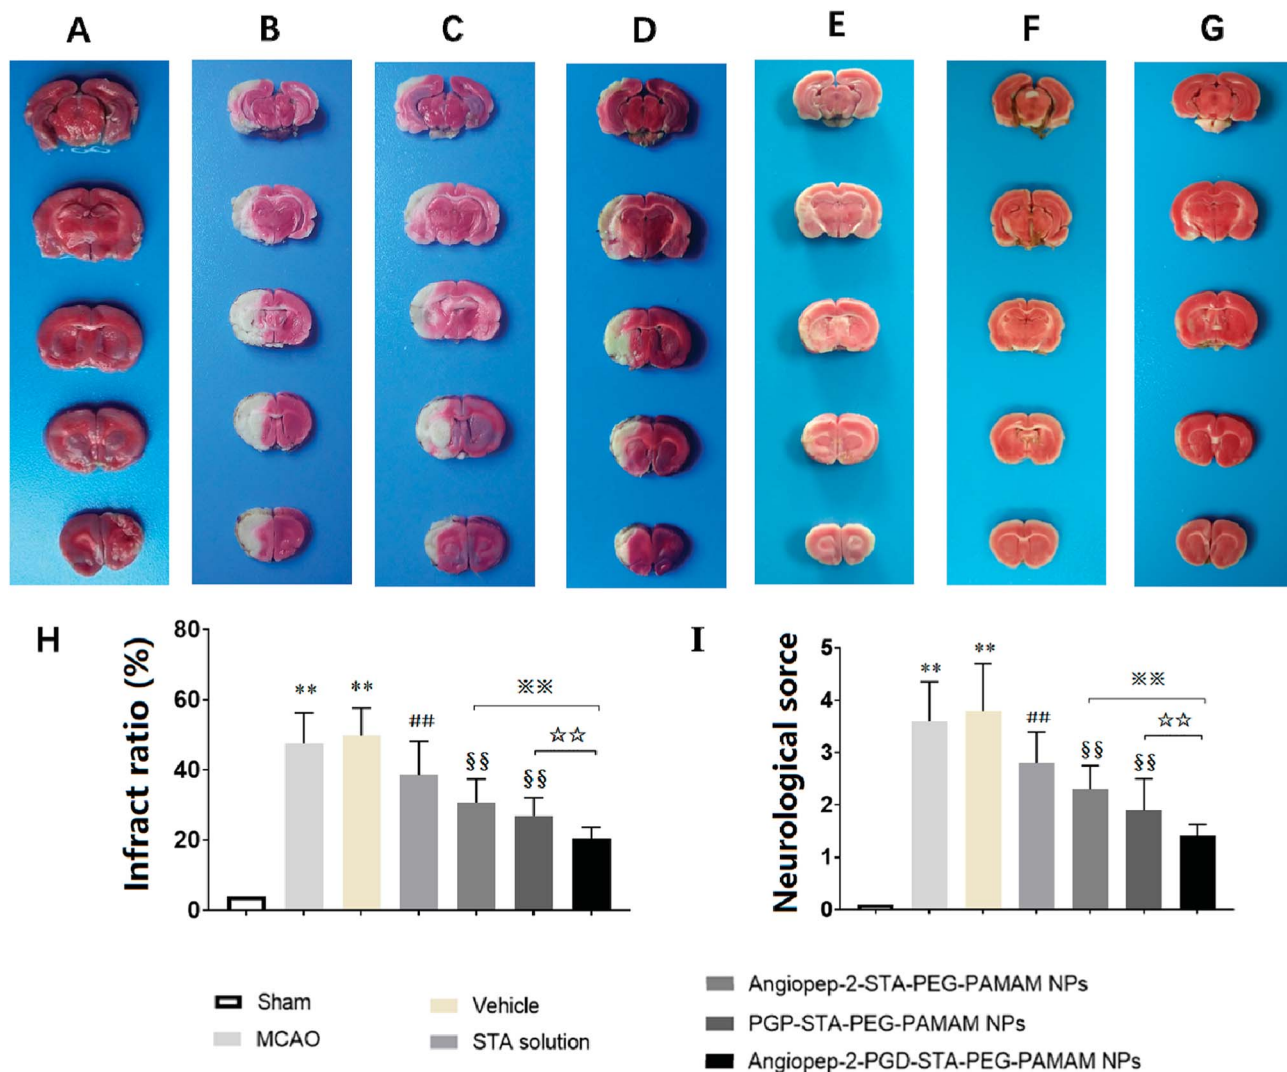 A B C D E F G
H
Infract ratio (%)
80
60
40
20
0
** ** ## §§ §§ ※※ ☆☆
I
Neurological sorce
5
4
3
2
1
0
** ** ## §§ §§ ※※ ☆☆
Sham
MCAO
Vehicle
STA solution
Angiopep-2-STA-PEG-PAMAM NPs
PGP-STA-PEG-PAMAM NPs
Angiopep-2-PGD-STA-PEG-PAMAM NPs